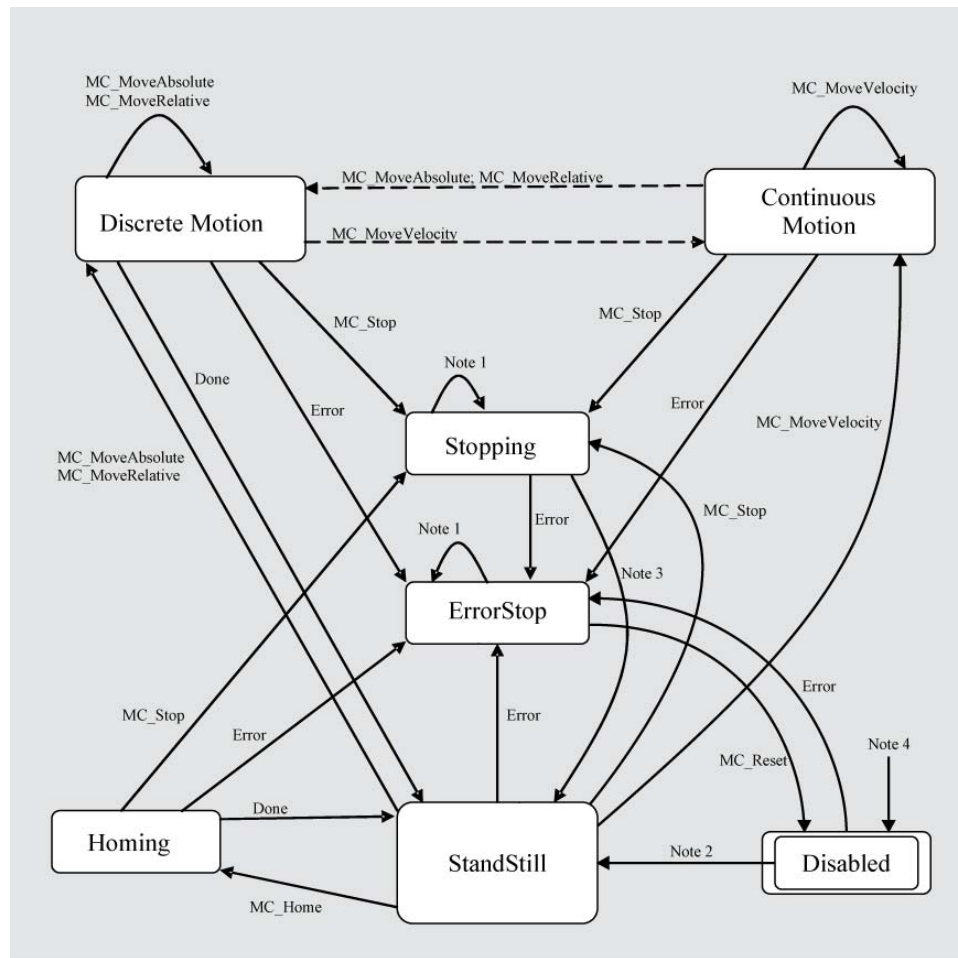 MC_MoveAbsolute
MC_MoveRelative
MC_MoveVelocity
MC_MoveAbsolute; MC_MoveRelative
Discrete Motion
Continuous
Motion
MC_MoveVelocity
MC_Stop
MC_Stop
Note 1
Done
Error
Error
MC_MoveVelocity
Stopping
MC_MoveAbsolute
MC_MoveRelative
MC_Stop
Note 1
Error
Note 3
ErrorStop
Error
MC_Stop
Error
Error
Note 4
MC_Reset
Done
Homing
StandStill
Note 2
Disabled
MC_Home